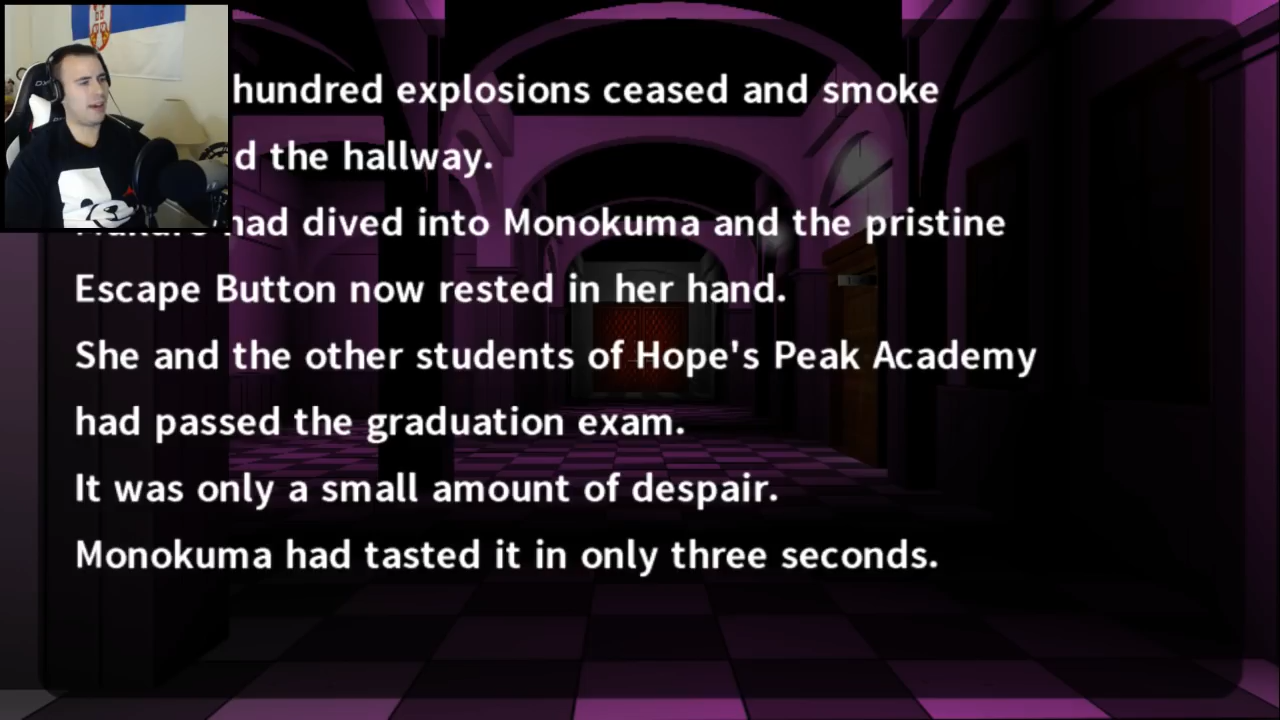 hundred explosions ceased and smoke
the hallway.
had dived into Monokuma and the pristine
Escape Button now rested in her hand.
She and the other students of Hope's Peak Academy
had passed the graduation exam.
It was only a small amount of despair.
Monokuma had tasted it in only three seconds.